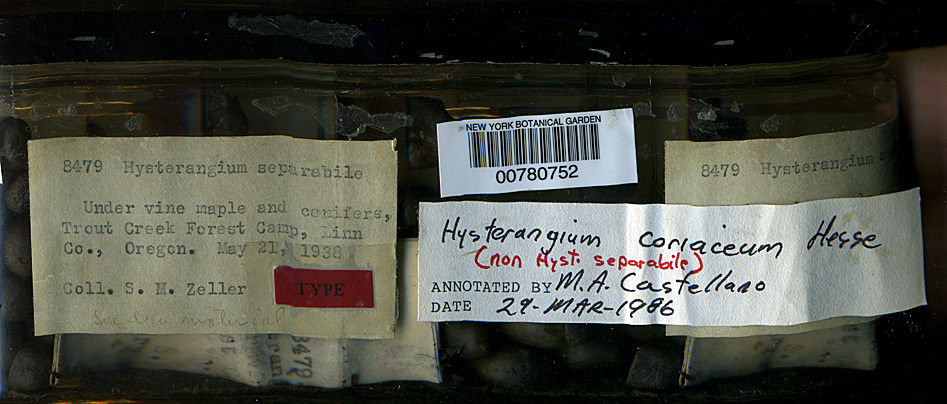 8479 Hysterangium separabile
Under vine maple and conifers,
Trout Creek Forest Camp, Linn
Co., Oregon. May 21, 1938
Coll. S. M. Zeller
TYPE
NEW YORK BOTANICAL GARDEN
00780752
8479 Hysterangium
Hysterangium coriaceum Hesse
(non Hyst. separabile)
ANNOTATED BY M.A. Castellano
DATE 29-MAR-1986
8479